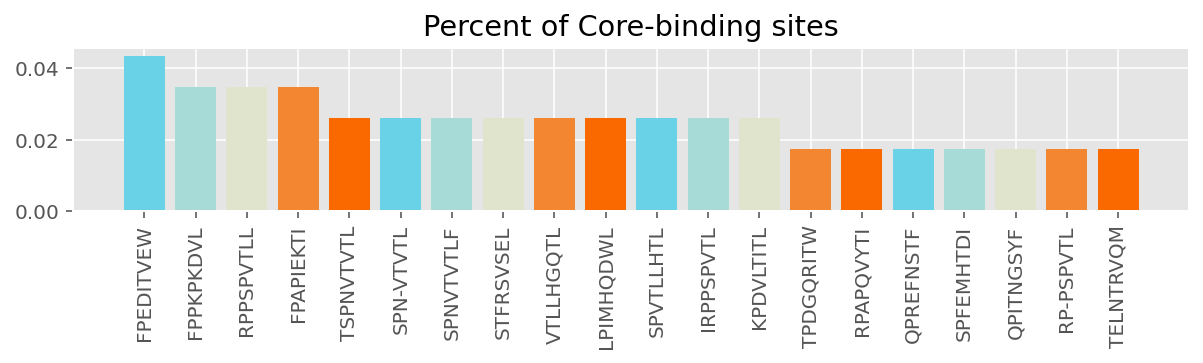 Percent of Core-binding sites
0.04
0.02
0.00
FPEDITVEW
FPPKPKDVL
RPPSPVTLL
FPAPIEKTI
TSPNVTVTL
SPN-VTVTL
SPNVTVTLF
STFRSVSEL
VTLLHGQTL
LPIMHQDWL
SPVTLLHTL
IRPPSPVTL
KPDVLTITL
TPDGQRITW
RPAPQVYTI
QPREFNSTF
SPFEMHTDI
QPITNGSYF
RP-PSPVTL
TELNTRVQM